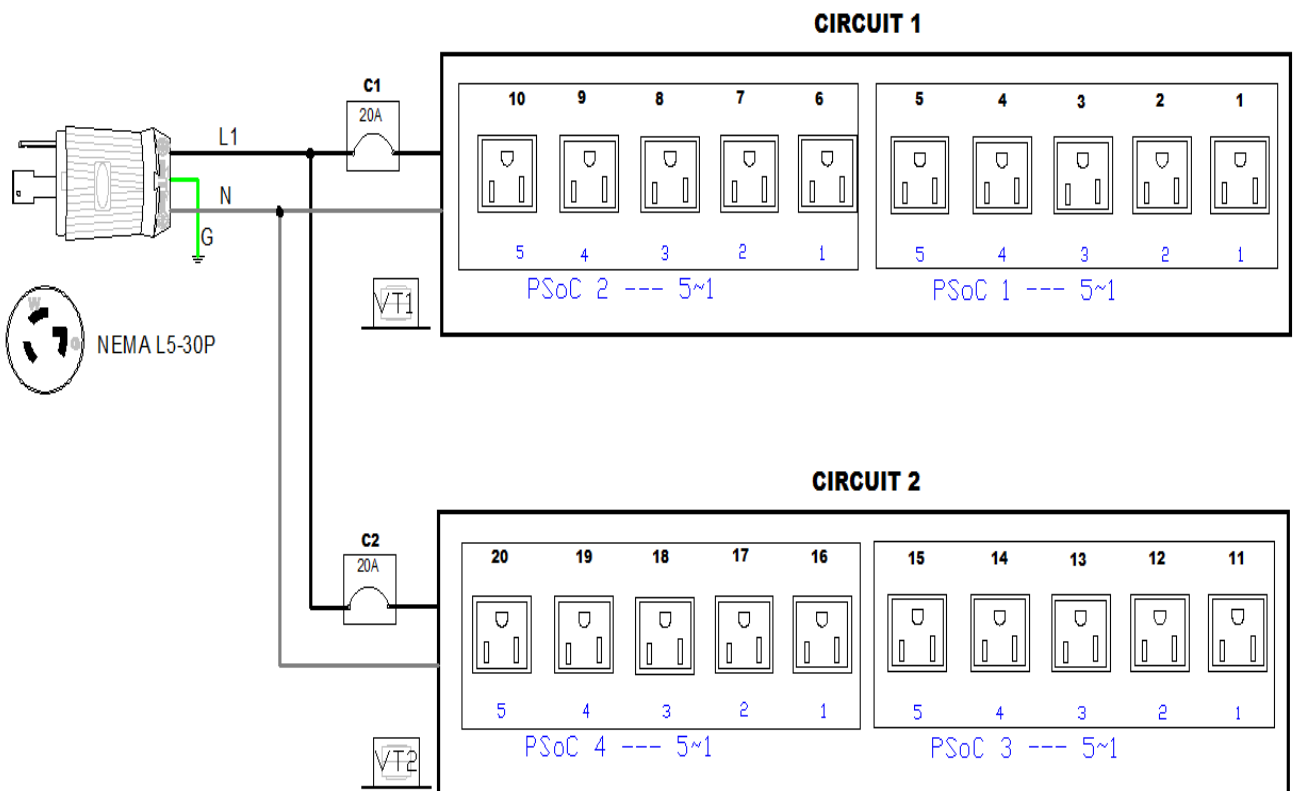 CIRCUIT 1
C1
20A
10 9 8 7 6 5 4 3 2 1
L1
N
G
5 4 3 2 1 5 4 3 2 1
PSoC 2 --- 5~1 PSoC 1 --- 5~1
VT1
W
G
NEMA L5-30P
CIRCUIT 2
C2
20A
20 19 18 17 16 15 14 13 12 11
5 4 3 2 1 5 4 3 2 1
PSoC 4 --- 5~1 PSoC 3 --- 5~1
VT2